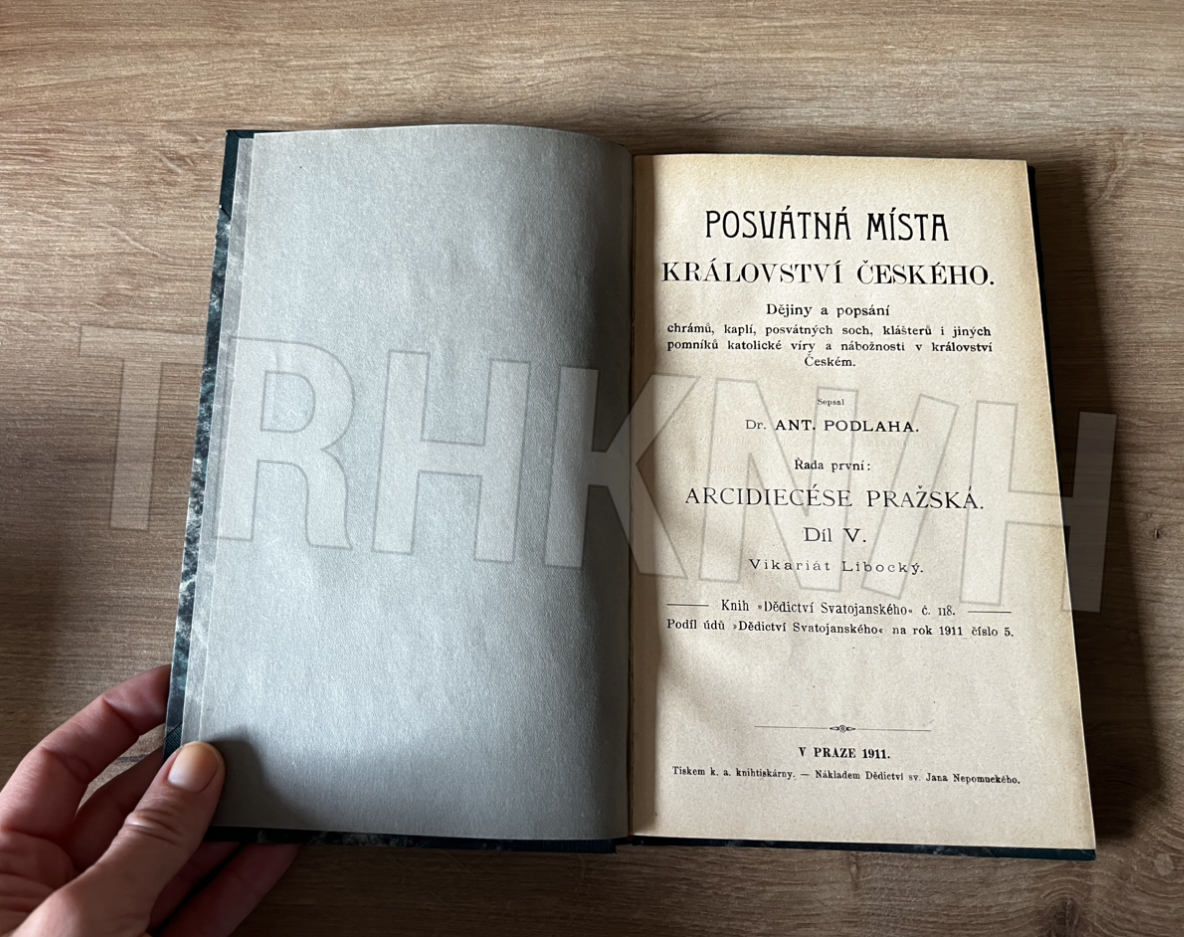 POSVÁTNÁ MÍSTA
KRÁLOVSTVÍ ČESKÉHO.
Dějiny a popsání
chrámů, kaplí, posvátných soch, klášterů i jiných
pomníků katolické víry a nábožnosti v království
Českém.
Sepsal
Dr. ANT. PODLAHA.
Řada první:
ARCIDIECÉSE PRAŽSKÁ.
Díl V.
Vikariát Libocký.
Knih »Dědictví Svatojanského« č. 118.
Podíl údů »Dědictví Svatojanského« na rok 1911 číslo 5.
V PRAZE 1911.
Tiskem k. a. knihtiskárny. — Nákladem Dědictví sv. Jana Nepomuckého.
TRHKNIH